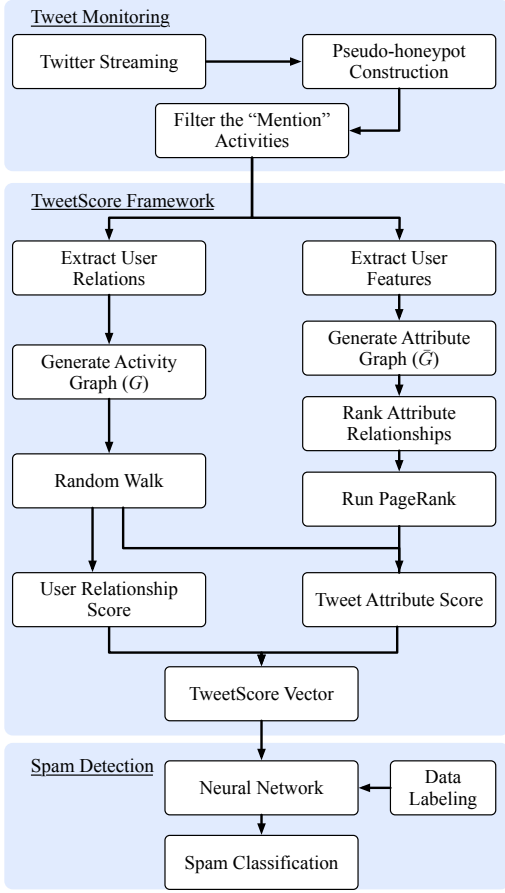 Tweet Monitoring
Twitter Streaming
Pseudo-honeypot
Construction
Filter the “Mention”
Activities
TweetScore Framework
Extract User
Relations
Extract User
Features
Generate Activity
Graph (G)
Generate Attribute
Graph (Ḡ)
Rank Attribute
Relationships
Random Walk
Run PageRank
User Relationship
Score
Tweet Attribute Score
TweetScore Vector
Spam Detection
Neural Network
Data
Labeling
Spam Classification